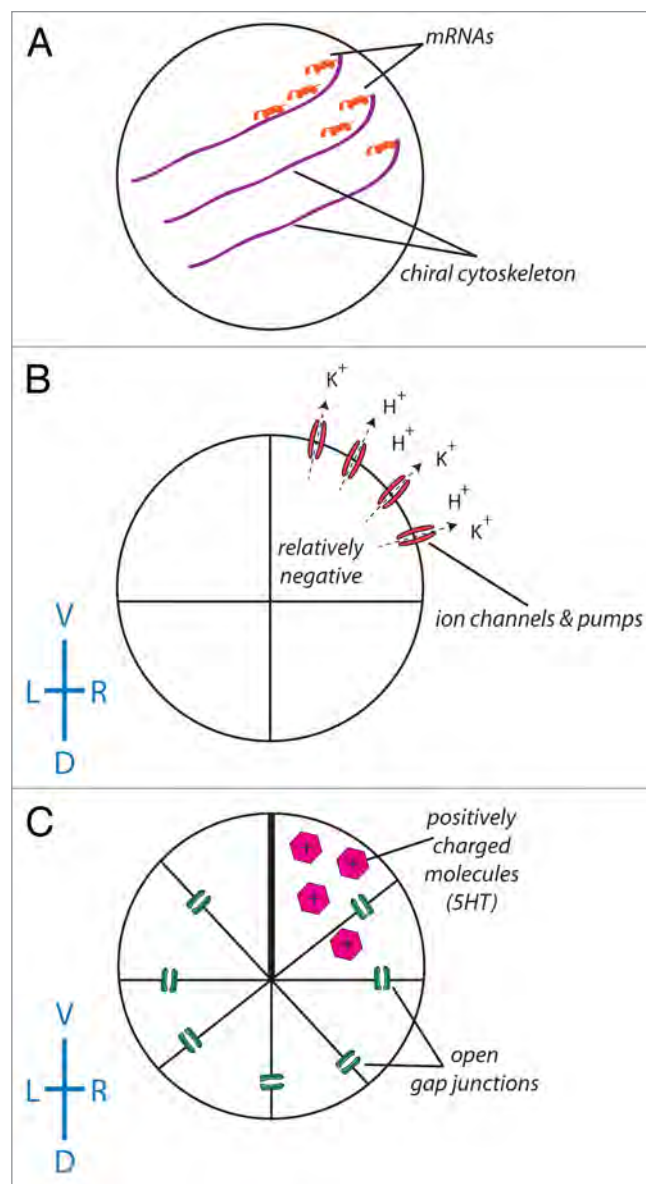 A
mRNAs
chiral cytoskeleton
B
K+
H+
H+
K+
H+
K+
relatively
negative
ion channels & pumps
V
L R
D
C
positively
charged
molecules
(5HT)
+
+
+
+
open
gap junctions
V
L R
D